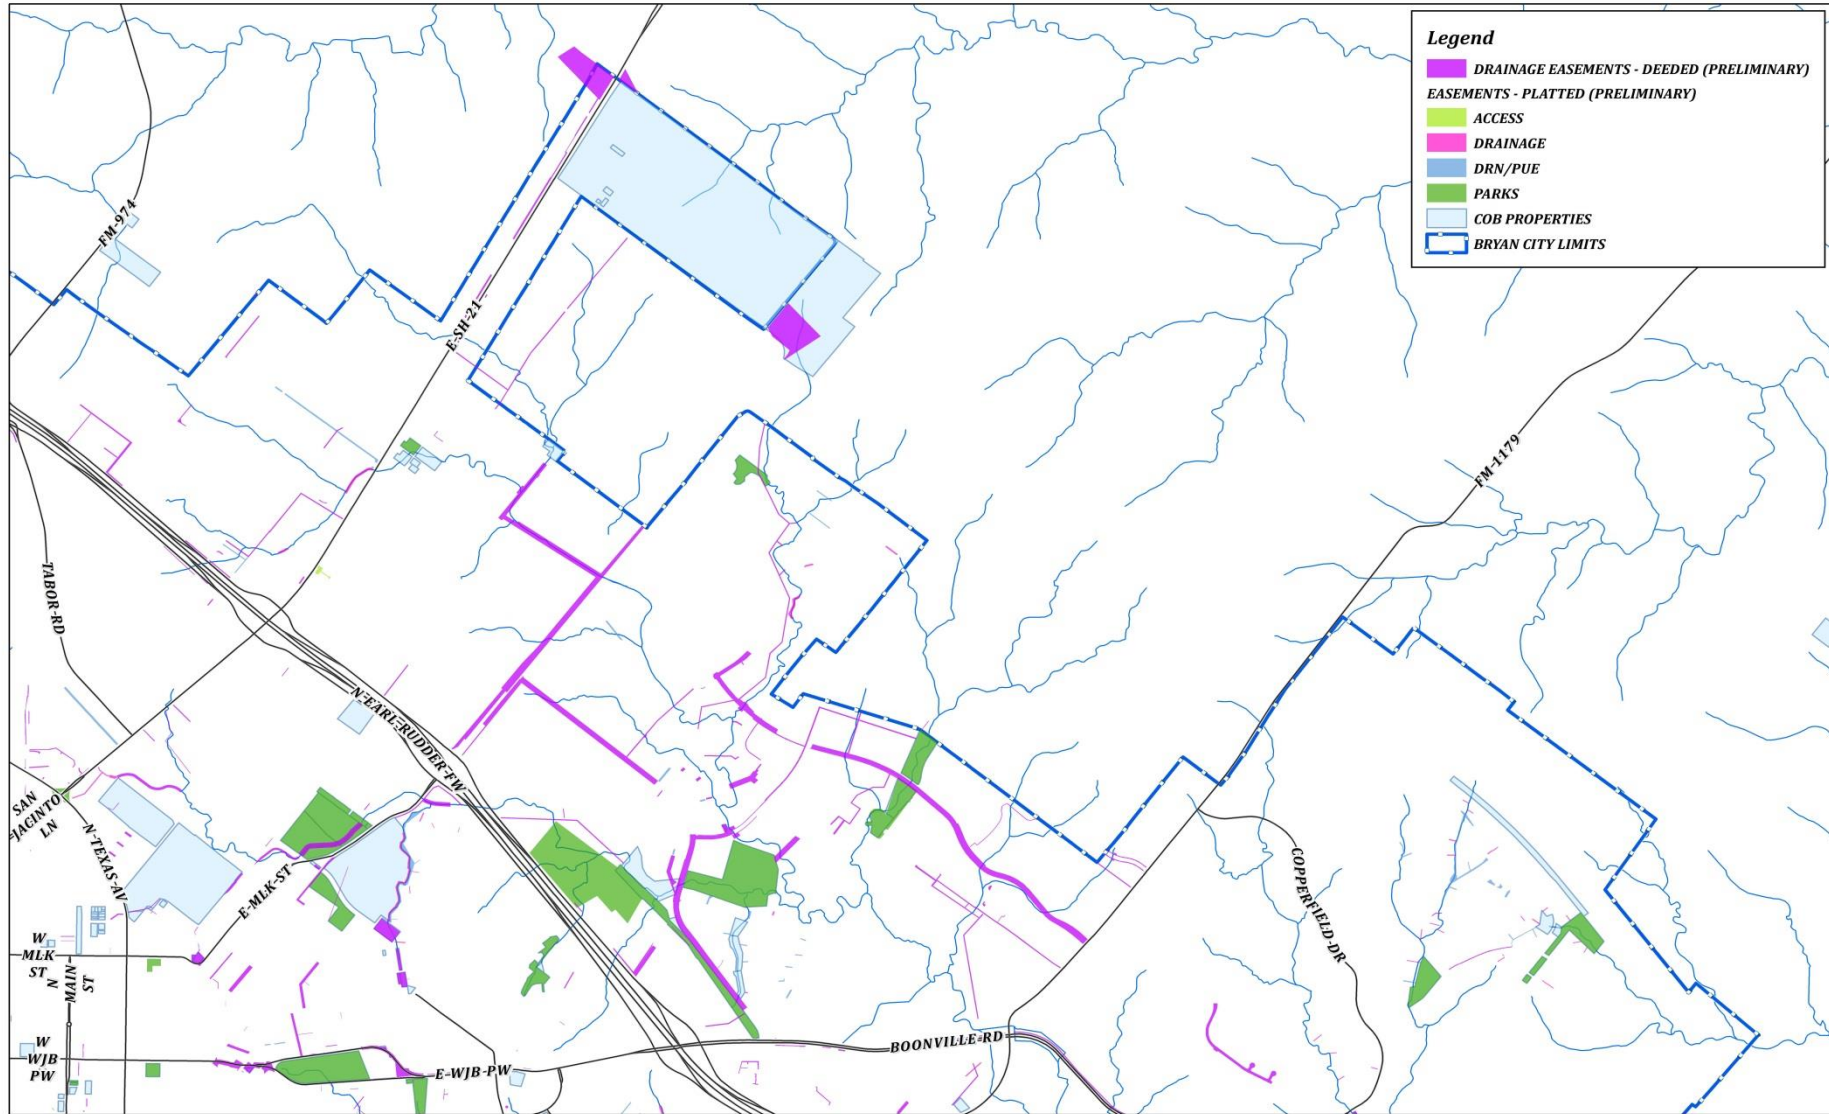 Legend
DRAINAGE EASEMENTS - DEEDED (PRELIMINARY)
EASEMENTS - PLATTED (PRELIMINARY)
ACCESS
DRAINAGE
DRN/PUE
PARKS
COB PROPERTIES
BRYAN CITY LIMITS
FM-974
E-SH-21
FM-1179
TABOR-RD
N-EARL-RUDDER-FW
SAN
JACINTO
LN
N-TEXAS-AV
E-MLK-ST
COPPERFIELD-DR
W
MLK
ST
N
MAIN
ST
W
WJB
PW
E-WJB-PW
BOONVILLE-RD